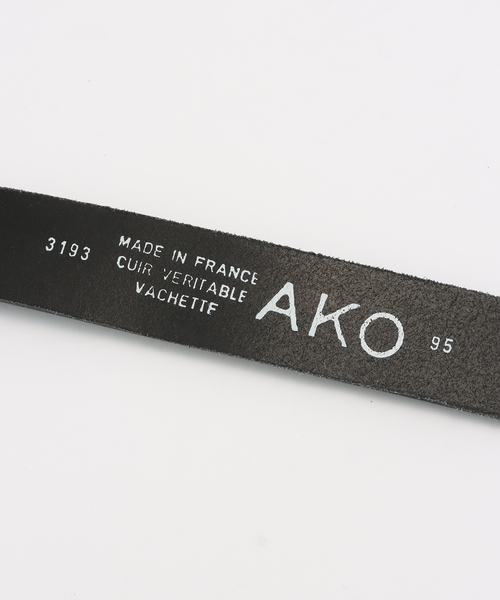 3193
MADE IN FRANCE
CUIR VERITABLE
VACHETTE
AKO
95